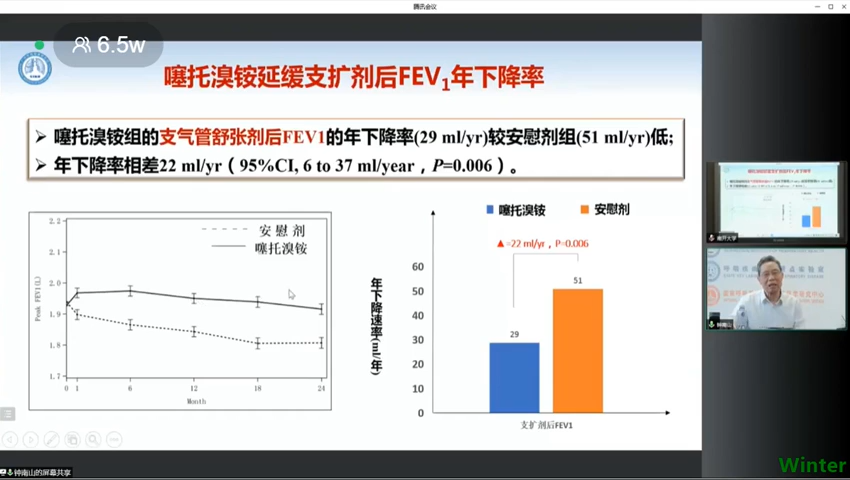 腾讯会议
6.5w
噻托溴铵延缓支扩剂后FEV1年下降率
➤ 噻托溴铵组的支气管舒张剂后FEV1的年下降率(29 ml/yr)较安慰剂组(51 ml/yr)低;
➤ 年下降率相差22 ml/yr（95%CI, 6 to 37 ml/year，P=0.006）。
安慰剂
噻托溴铵
Peak FEV1(L)
2.2
2.1
2.0
1.9
1.8
1.7
0 1 6 12 18 24
Month
噻托溴铵 安慰剂
▲=22 ml/yr，P=0.006
年下降速率(ml/年)
60
50
40
30
20
10
0
29
51
支扩剂后FEV1
南开大学
钟南山
钟南山的屏幕共享
Winter